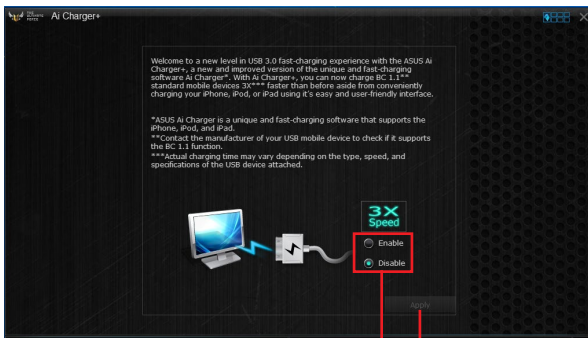 THE ULTIMATE FORCE Ai Charger+
Welcome to a new level in USB 3.0 fast-charging experience with the ASUS Ai
Charger+, a new and improved version of the unique and fast-charging
software Ai Charger*. With Ai Charger+, you can now charge BC 1.1**
standard mobile devices 3X*** faster than before aside from conveniently
charging your iPhone, iPod, or iPad using it's easy and user-friendly interface.
*ASUS Ai Charger is a unique and fast-charging software that supports the
iPhone, iPod, and iPad.
**Contact the manufacturer of your USB mobile device to check if it supports
the BC 1.1 function.
***Actual charging time may vary depending on the type, speed, and
specifications of the USB device attached.
3X
Speed
Enable
Disable
Apply